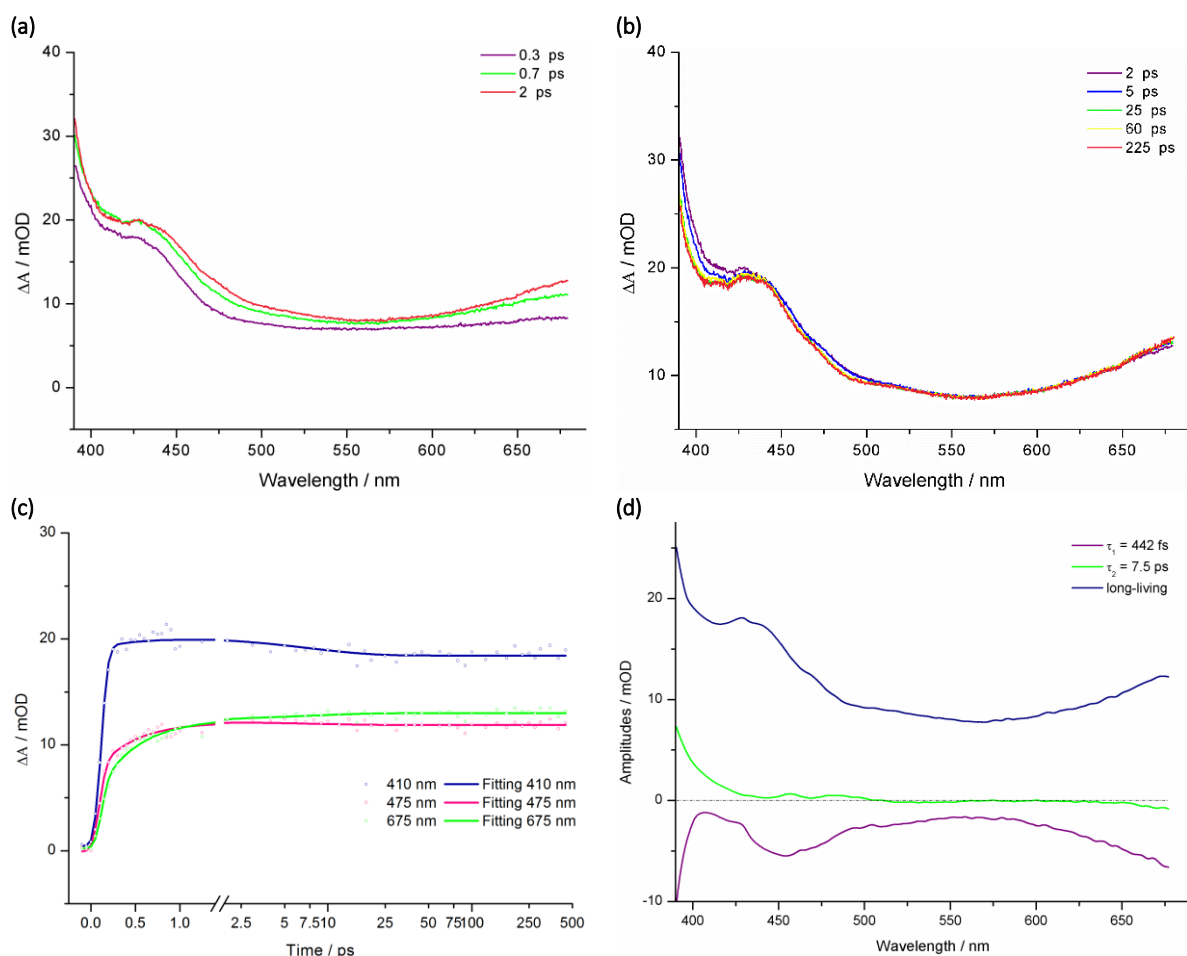 (a)
0.3 ps
0.7 ps
2 ps
40
30
20
10
0
ΔA / mOD
400 450 500 550 600 650
Wavelength / nm
(b)
2 ps
5 ps
25 ps
60 ps
225 ps
40
30
20
10
ΔA / mOD
400 450 500 550 600 650
Wavelength / nm
(c)
30
20
10
0
ΔA / mOD
410 nm Fitting 410 nm
475 nm Fitting 475 nm
675 nm Fitting 675 nm
0.0 0.5 1.0 2.5 5 7.510 25 50 75100 250 500
Time / ps
(d)
τ1 = 442 fs
τ2 = 7.5 ps
long-living
20
10
0
-10
Amplitudes / mOD
400 450 500 550 600 650
Wavelength / nm